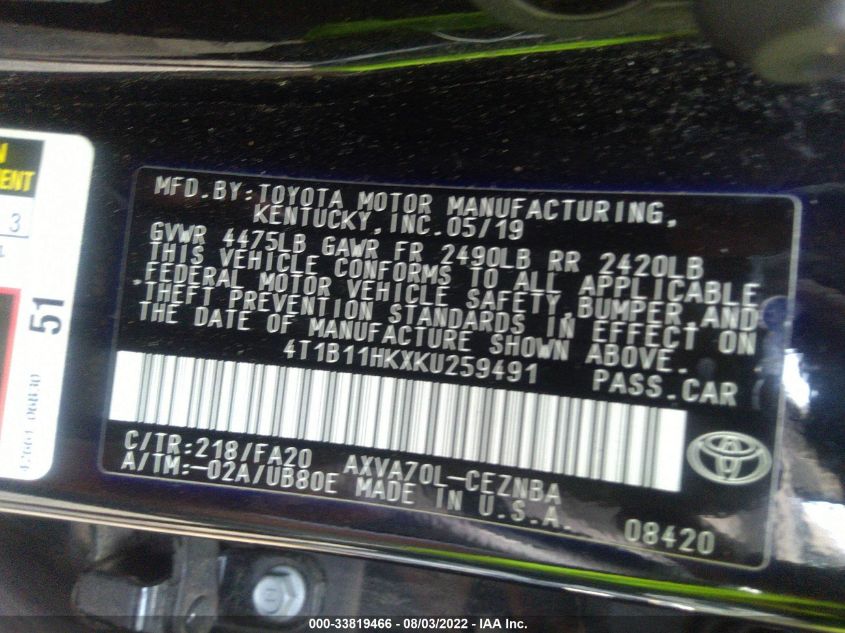 MFD.BY:TOYOTA MOTOR MANUFACTURING,
KENTUCKY,INC.05/19
GVWR 4475LB GAWR FR 2490LB RR 2420LB
THIS VEHICLE CONFORMS TO ALL APPLICABLE
FEDERAL MOTOR VEHICLE SAFETY,BUMPER AND
THEFT PREVENTION STANDARDS IN EFFECT ON
THE DATE OF MANUFACTURE SHOWN ABOVE.
4T1B11HKXKU259491 PASS.CAR
C/TR:218/FA20 AXVA70L-CEZNBA
A/TM:-02A/UB80E MADE IN U.S.A.
08420
3
51
000-33819466 - 08/03/2022 - IAA Inc.